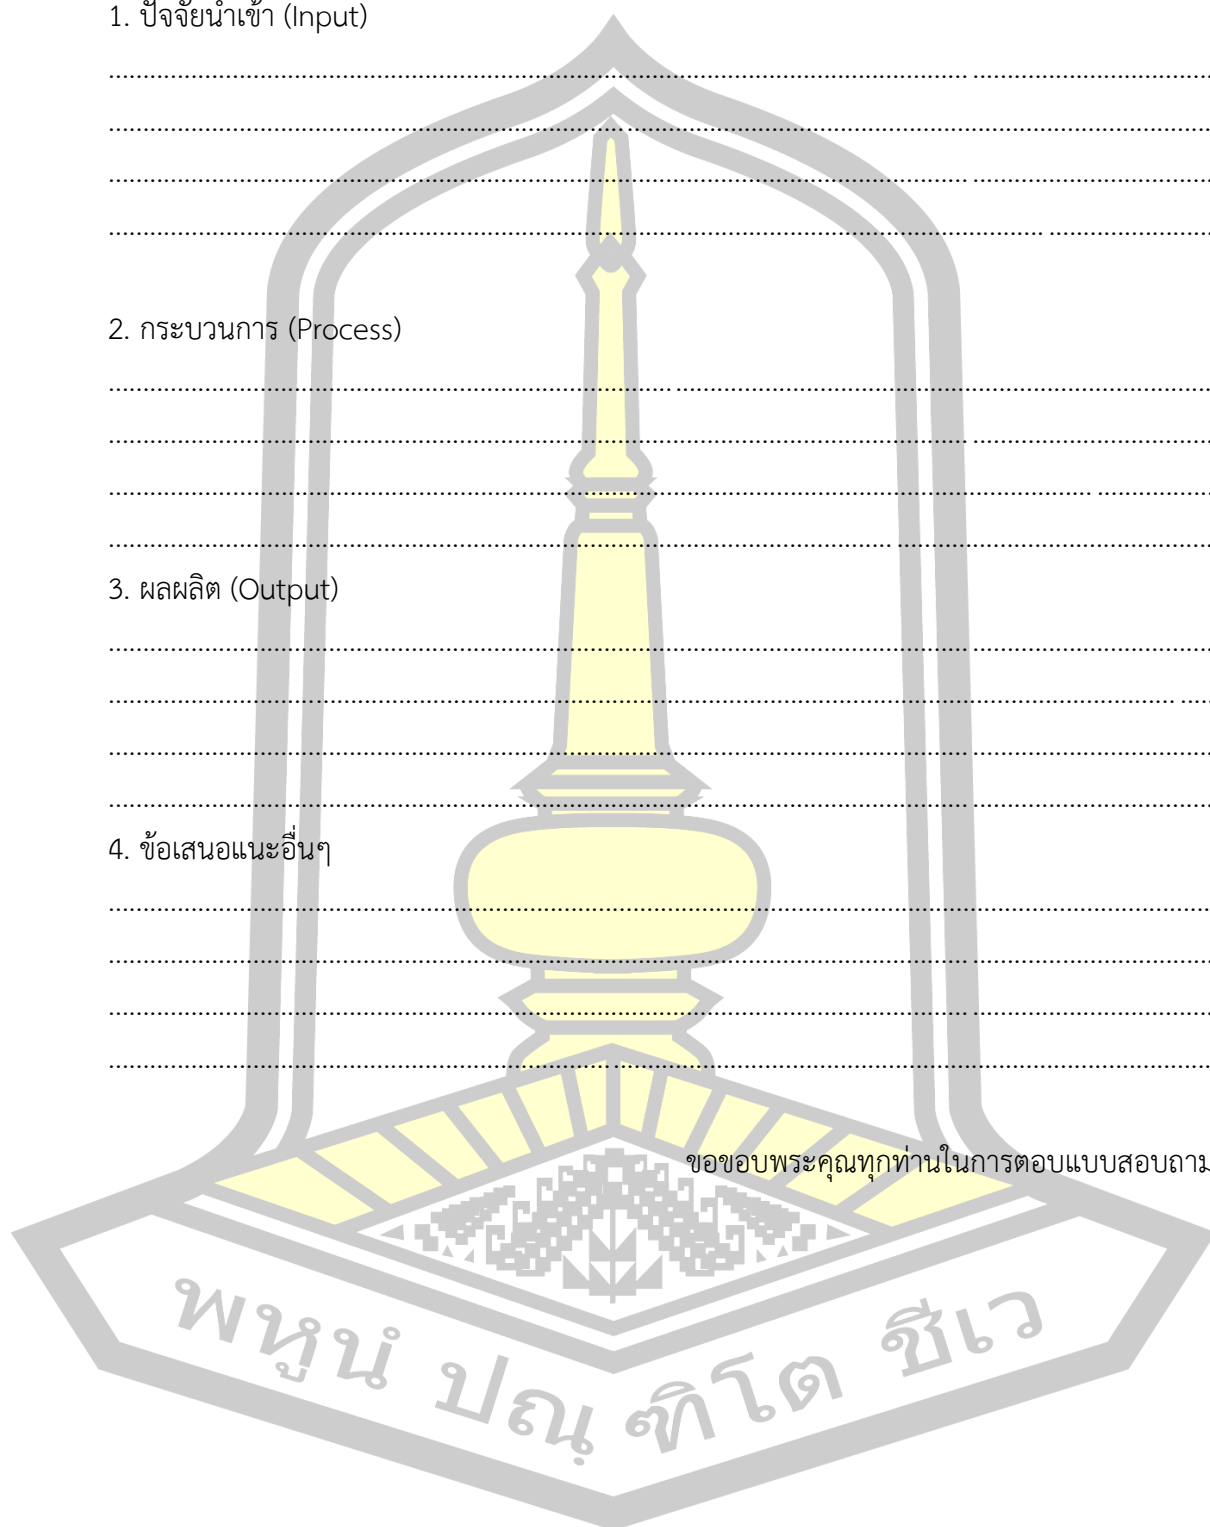 1. ปัจจัยนำเข้า (Input)
2. กระบวนการ (Process)
3. ผลผลิต (Output)
4. ข้อเสนอแนะอื่นๆ
ขอขอบพระคุณทุกท่านในการตอบแบบสอบถาม
พหูนํ ปณฺฑิโต ชีเว